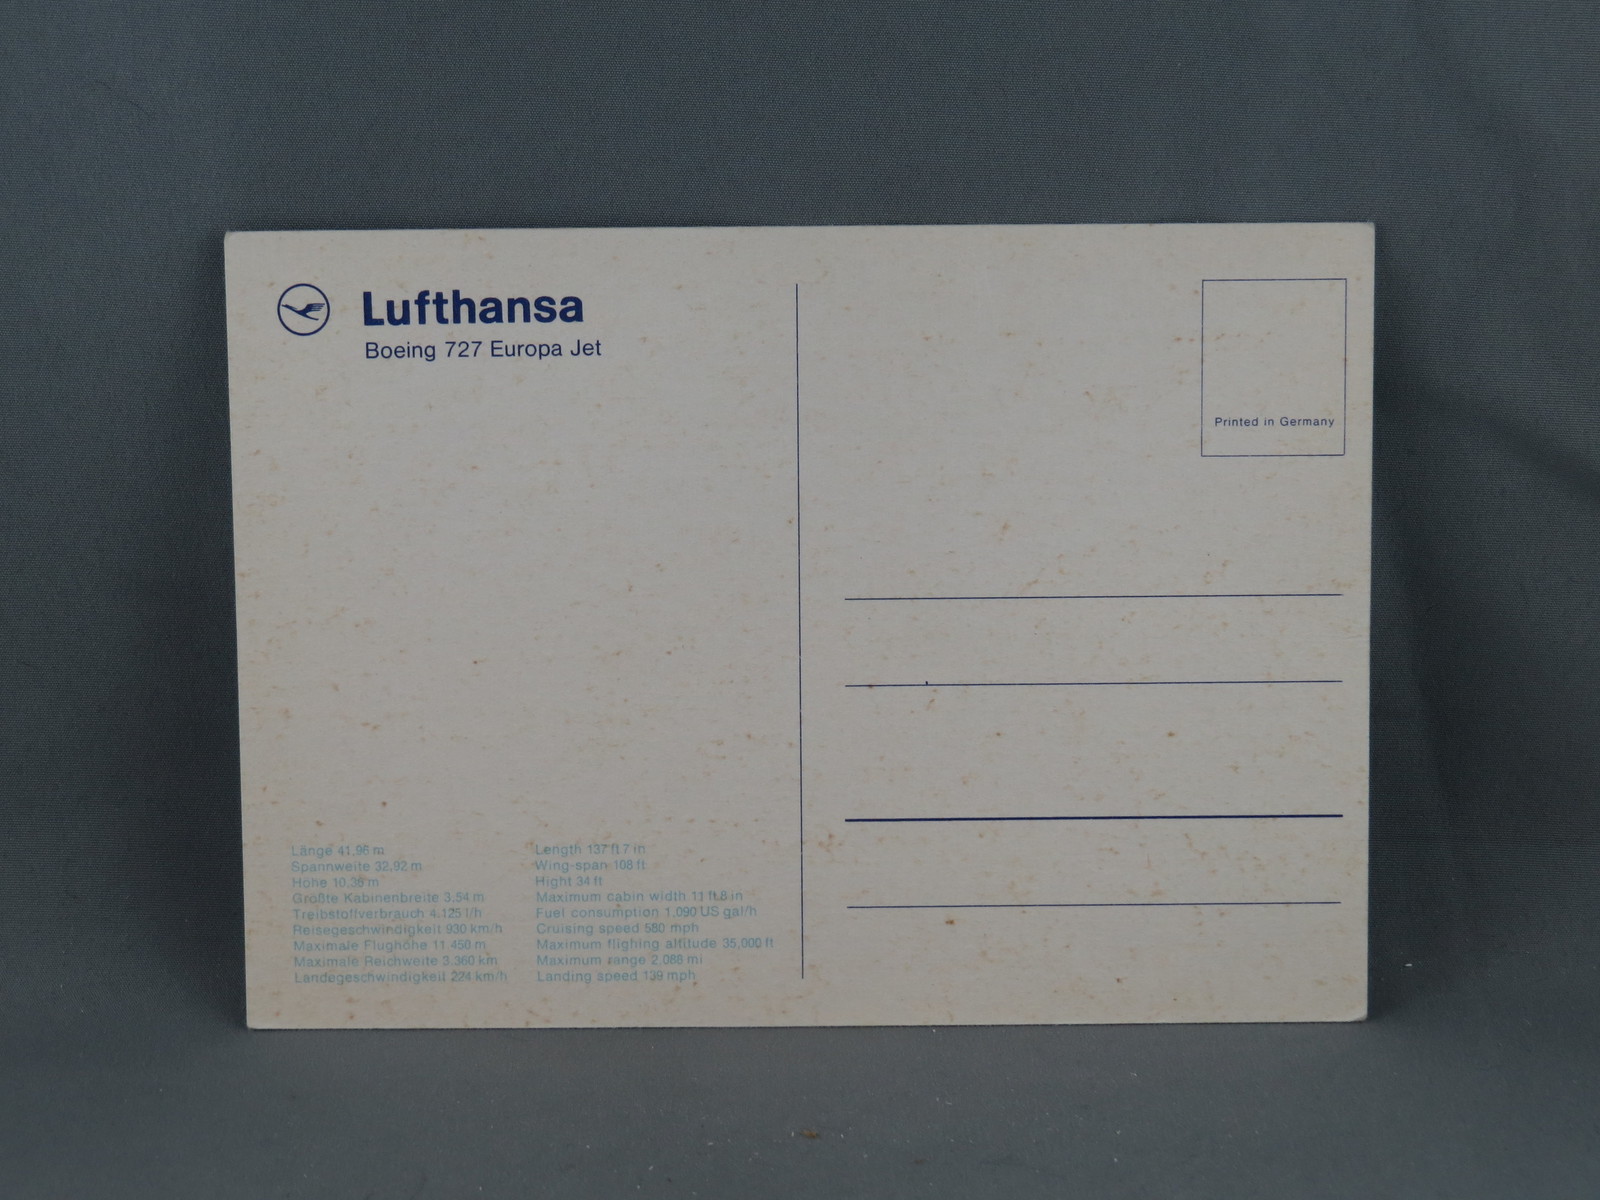 Lufthansa
Boeing 727 Europa Jet
Printed in Germany
Länge 41,96 m
Spannweite 32,92 m
Höhe 10,36 m
Größte Kabinenbreite 3.54 m
Treibstoffverbrauch 4.125 l/h
Reisegeschwindigkeit 930 km/h
Maximale Flughöhe 11 450 m
Maximale Reichweite 3.360 km
Landegeschwindigkeit 224 km/h
Length 137 ft 7 in
Wing-span 108 ft
Hight 34 ft
Maximum cabin width 11 ft 8 in
Fuel consumption 1.090 US gal/h
Cruising speed 580 mph
Maximum flighing altitude 35,000 ft
Maximum range 2.088 mi
Landing speed 139 mph